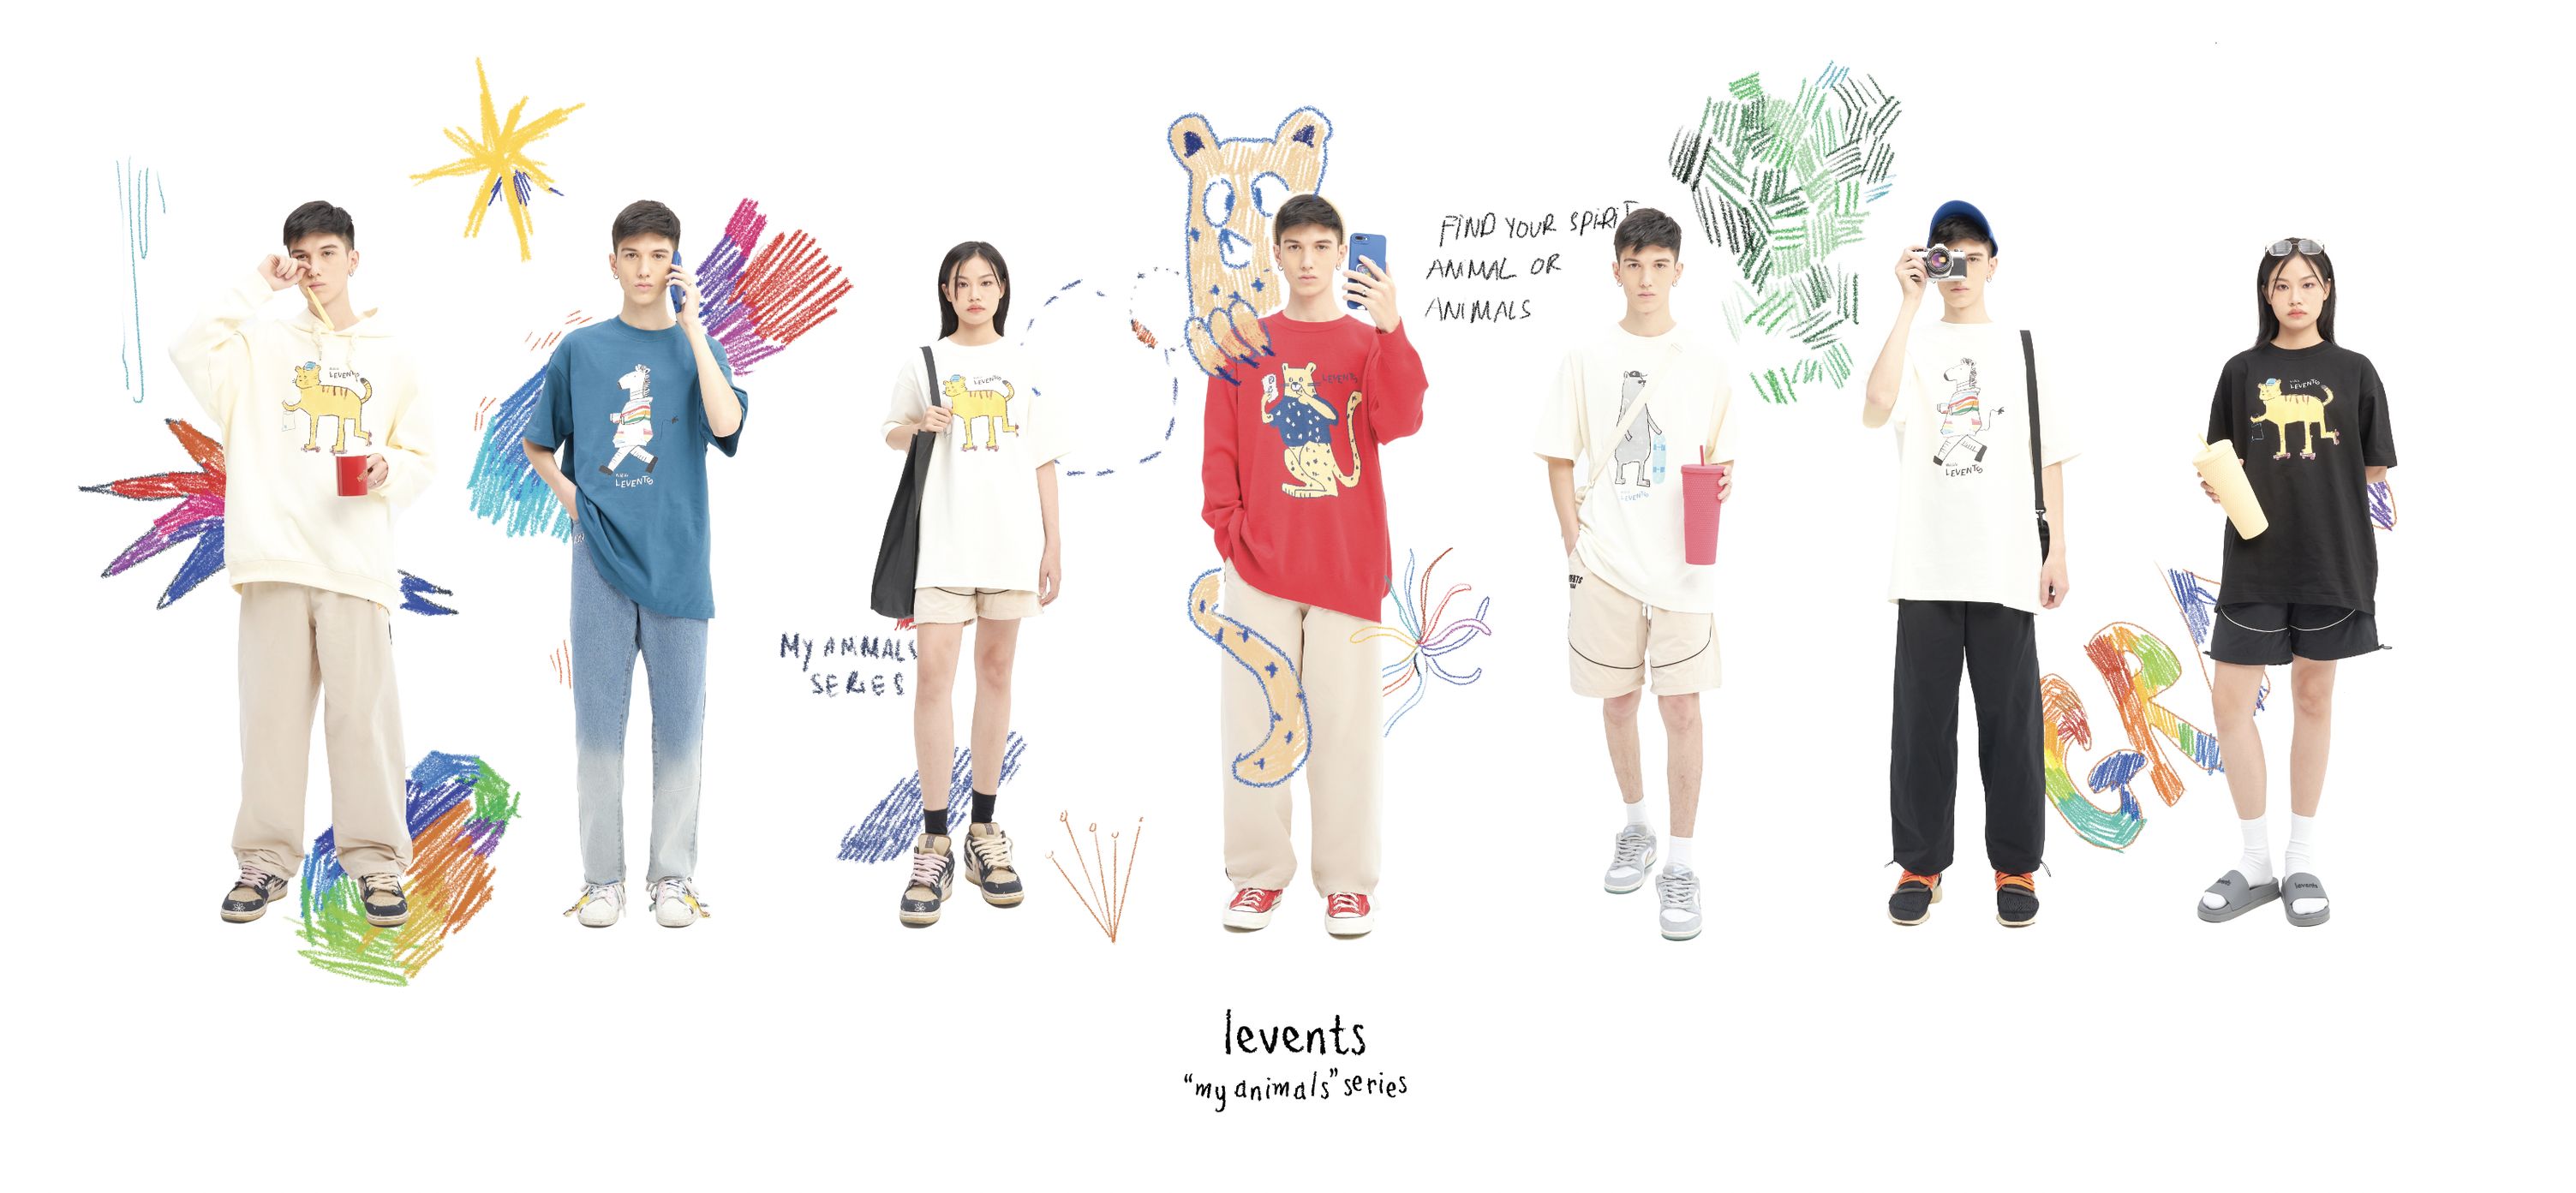 FIND YOUR SPIRIT
ANIMAL OR
ANIMALS
LEVENTS
LEVENTS
LEVENTS
LEVENTS
LEVENTS
LEVENTS
LEVENTS
MY ANIMALS
SERIES
GR
levents
levents
"my animals" series